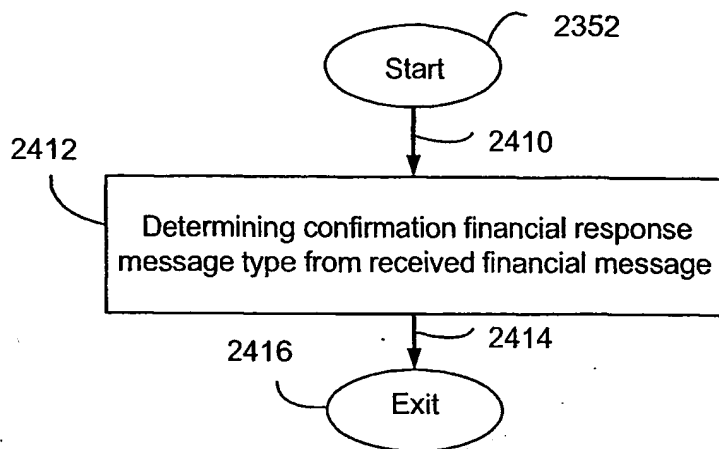 2352
Start
2410
2412
Determining confirmation financial response
message type from received financial message
2414
2416
Exit